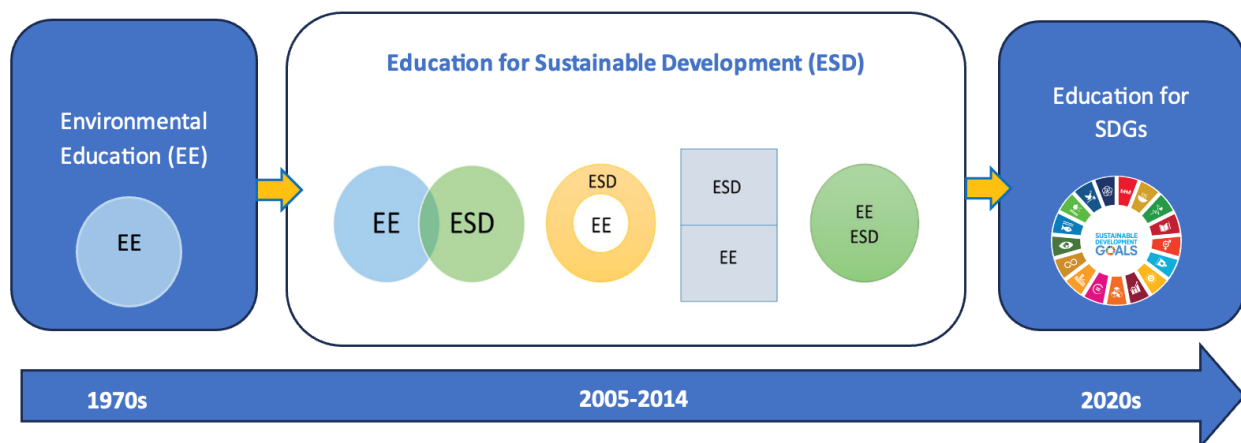 Environmental
Education (EE)
EE
Education for Sustainable Development (ESD)
EE
ESD
ESD
EE
ESD
EE
EE
ESD
Education for
SDGs
SUSTAINABLE
DEVELOPMENT
GOALS
1970s
2005-2014
2020s